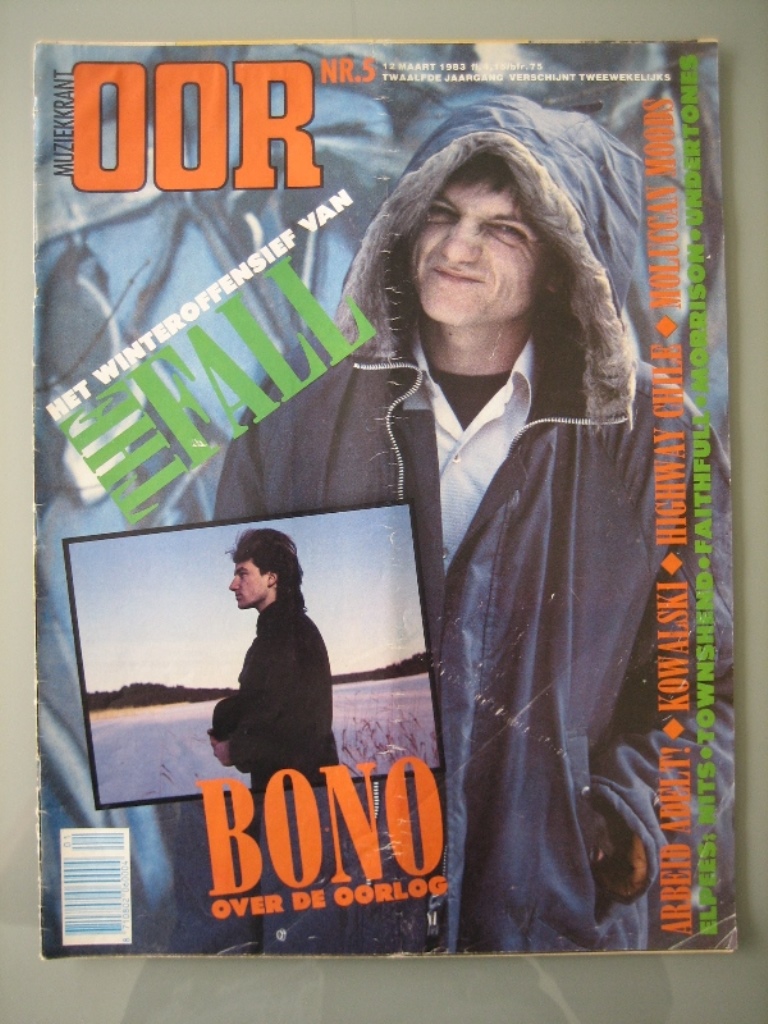 MUZIEKKRANT
OOR
NR.5
12 MAART 1983
TWAALFDE JAARGANG VERSCHIJNT TWEEWEKELIJKS
HET WINTEROFFENSIEF VAN
THE FALL
BONO
OVER DE OORLOG
ARBEID ADELT! ◆ KOWALSKI ◆ HIGHWAY CHILE ◆ MOLUCCAN MOODS
ELPEES: HITS • TOWNSHEND • FAITHFULL • MORRISON • UNDERTONES